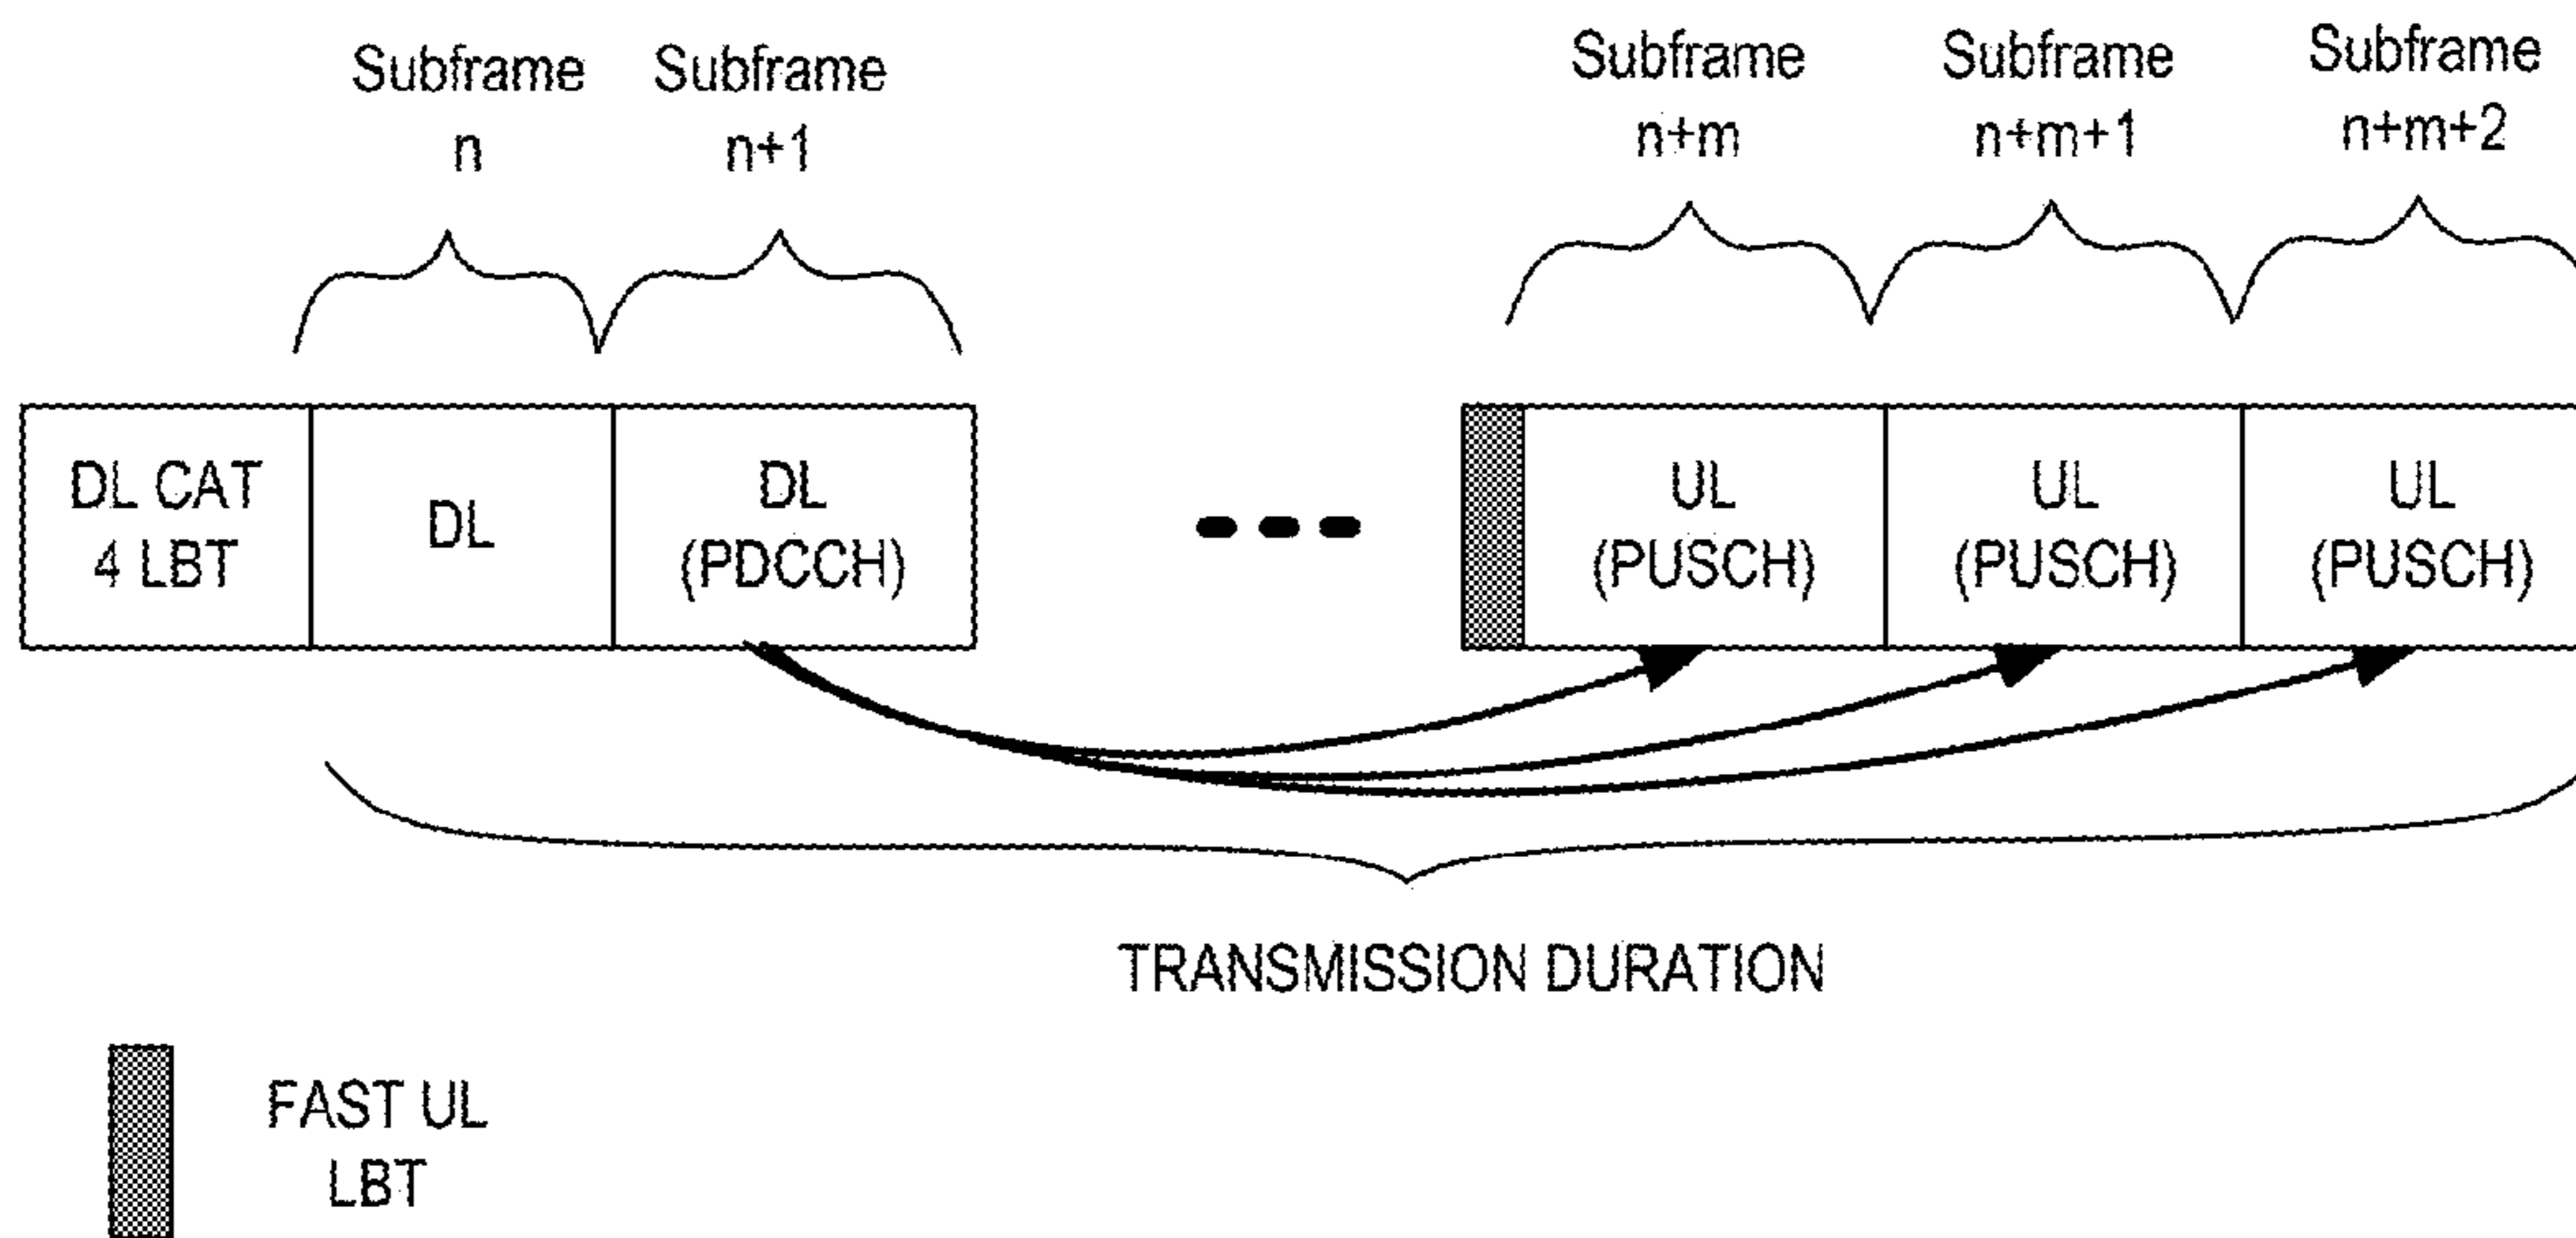 Subframe
n
Subframe
n+1
Subframe
n+m
Subframe
n+m+1
Subframe
n+m+2
DL CAT
4 LBT
DL
DL
(PDCCH)
UL
(PUSCH)
UL
(PUSCH)
UL
(PUSCH)
TRANSMISSION DURATION
FAST UL
LBT